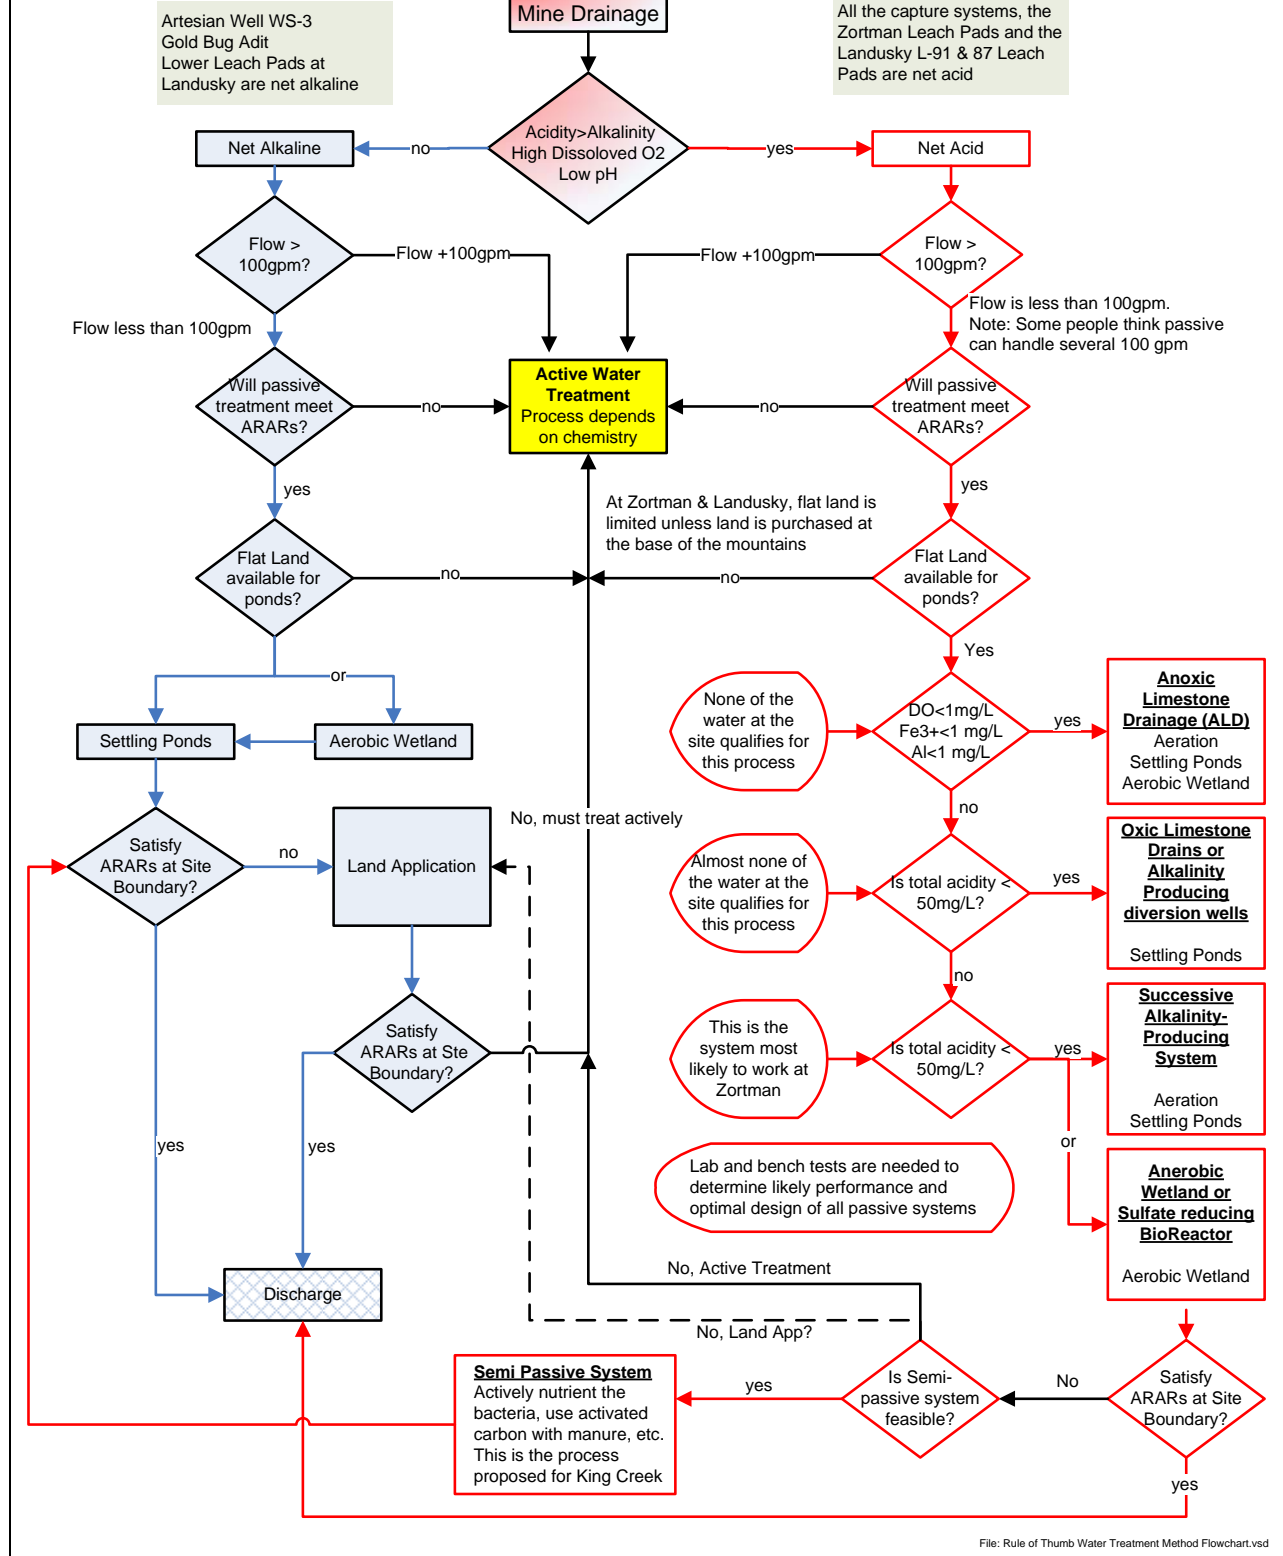 Artesian Well WS-3
Gold Bug Adit
Lower Leach Pads at
Landusky are net alkaline
Mine Drainage
All the capture systems, the
Zortman Leach Pads and the
Landusky L-91 & 87 Leach
Pads are net acid
Acidity>Alkalinity
High Dissoloved O2
Low pH
no
yes
Net Alkaline
Net Acid
Flow >
100gpm?
Flow +100gpm
Flow +100gpm
Flow >
100gpm?
Flow less than 100gpm
Flow is less than 100gpm.
Note: Some people think passive
can handle several 100 gpm
Will passive
treatment meet
ARARs?
no
Active Water
Treatment
Process depends
on chemistry
no
Will passive
treatment meet
ARARs?
yes
yes
At Zortman & Landusky, flat land is
limited unless land is purchased at
the base of the mountains
Flat Land
available for
ponds?
no
no
Flat Land
available for
ponds?
Yes
or
Settling Ponds
Aerobic Wetland
None of the
water at the
site qualifies for
this process
DO<1mg/L
Fe3+<1 mg/L
Al<1 mg/L
yes
Anoxic
Limestone
Drainage (ALD)
Aeration
Settling Ponds
Aerobic Wetland
no
No, must treat actively
Satisfy
ARARs at Site
Boundary?
no
Land Application
Almost none of
the water at the
site qualifies for
this process
Is total acidity <
50mg/L?
yes
Oxic Limestone
Drains or
Alkalinity
Producing
diversion wells
Settling Ponds
no
Satisfy
ARARs at Ste
Boundary?
This is the
system most
likely to work at
Zortman
Is total acidity <
50mg/L?
yes
Successive
Alkalinity-
Producing
System
Aeration
Settling Ponds
or
yes
yes
Lab and bench tests are needed to
determine likely performance and
optimal design of all passive systems
Anerobic
Wetland or
Sulfate reducing
BioReactor
Aerobic Wetland
No, Active Treatment
Discharge
No, Land App?
Semi Passive System
Actively nutrient the
bacteria, use activated
carbon with manure, etc.
This is the process
proposed for King Creek
yes
Is Semi-
passive system
feasible?
No
Satisfy
ARARs at Site
Boundary?
yes
File: Rule of Thumb Water Treatment Method Flowchart.vsd